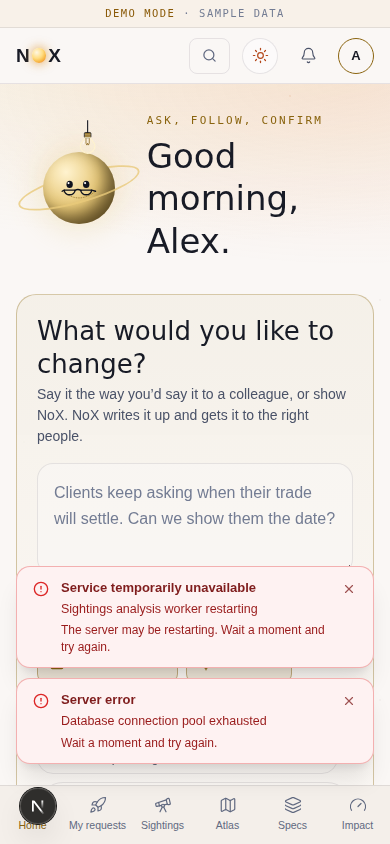 DEMO MODE · SAMPLE DATA
NOX
A
ASK, FOLLOW, CONFIRM
Good
morning,
Alex.
What would you like to
change?
Say it the way you’d say it to a colleague, or show
NoX. NoX writes it up and gets it to the right
people.
Clients keep asking when their trade
will settle. Can we show them the date?
Service temporarily unavailable
Sightings analysis worker restarting
The server may be restarting. Wait a moment and
try again.
Server error
Database connection pool exhausted
Wait a moment and try again.
N
Home
My requests
Sightings
Atlas
Specs
Impact